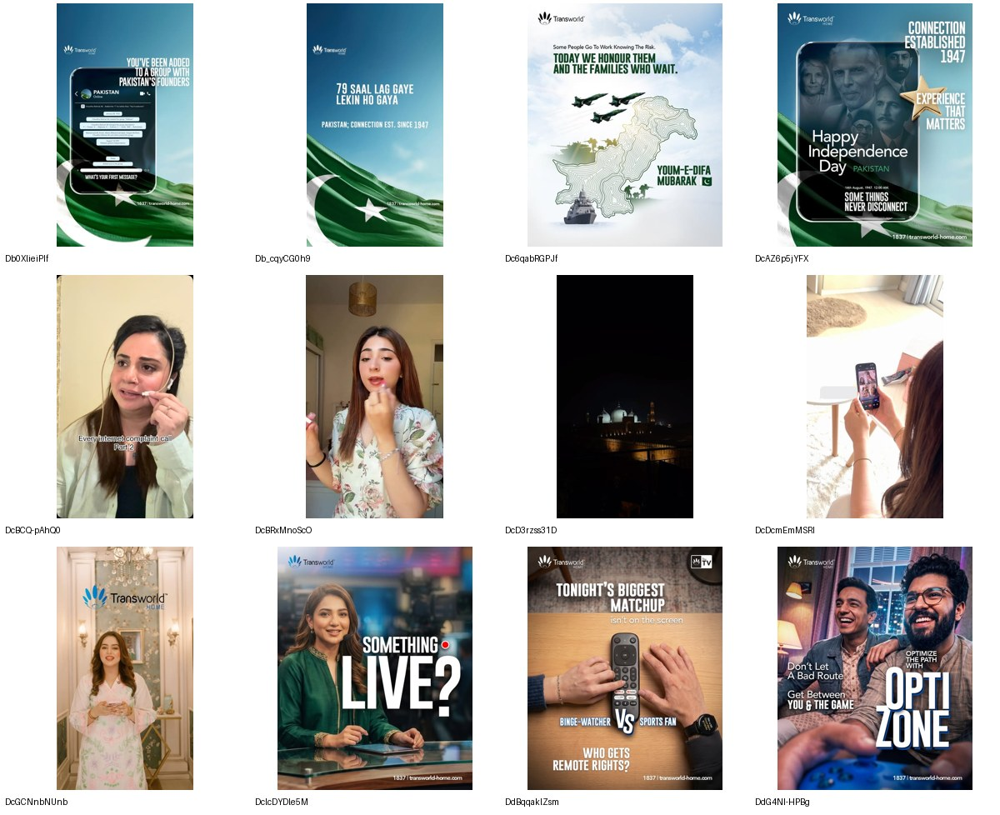 Transworld
HOME
YOU'VE BEEN ADDED
TO A GROUP WITH
PAKISTAN'S FOUNDERS
PAKISTAN
Online
WHAT'S YOUR FIRST MESSAGE?
1837 | transworld-home.com
Db0XIieiPIf
Transworld
79 SAAL LAG GAYE
LEKIN HO GAYA
PAKISTAN; CONNECTION EST. SINCE 1947
1837 | transworld-home.com
Db_cqyCG0h9
Transworld
HOME
Some People Go To Work Knowing The Risk.
TODAY WE HONOUR THEM
AND THE FAMILIES WHO WAIT.
YOUM-E-DIFA
MUBARAK
Dc6qabRGPJf
Transworld
HOME
CONNECTION
ESTABLISHED
1947
EXPERIENCE
THAT
MATTERS
Happy
Independence
Day PAKISTAN
14th August, 1947. 12:00 AM.
SOME THINGS
NEVER DISCONNECT
1837 | transworld-home.com
DcAZ6p5jYFX
Every internet complaint call
Part 2
DcBCQ-pAhQ0
DcBRxMnoScO
DcD3rzss31D
DcDcmEmMSRI
Transworld
HOME
DcGCNnbNUnb
Transworld
HOME
SOMETHING
LIVE?
1837 | transworld-home.com
DcIcDYDle5M
Transworld
HOME
TV
TONIGHT'S BIGGEST
MATCHUP
isn't on the screen
BINGE-WATCHER VS SPORTS FAN
WHO GETS
REMOTE RIGHTS?
1837 | transworld-home.com
DdBqqakIZsm
Transworld
HOME
Don't Let
A Bad Route
Get Between
YOU & THE GAME
OPTIMIZE
THE PATH
WITH
OPTI
ZONE
1837 | transworld-home.com
DdG4NI-HPBg